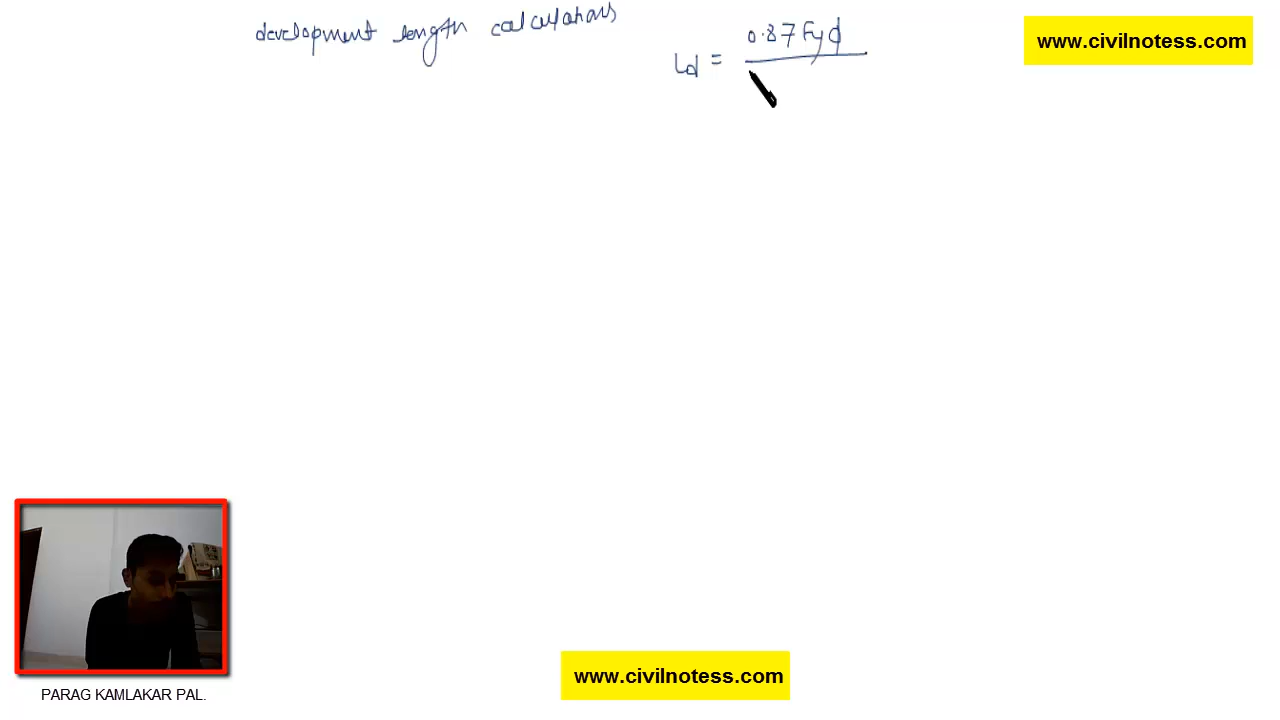 development length calculations
Ld = 0.87 Fy ϕ
www.civilnotess.com
PARAG KAMLAKAR PAL.
www.civilnotess.com